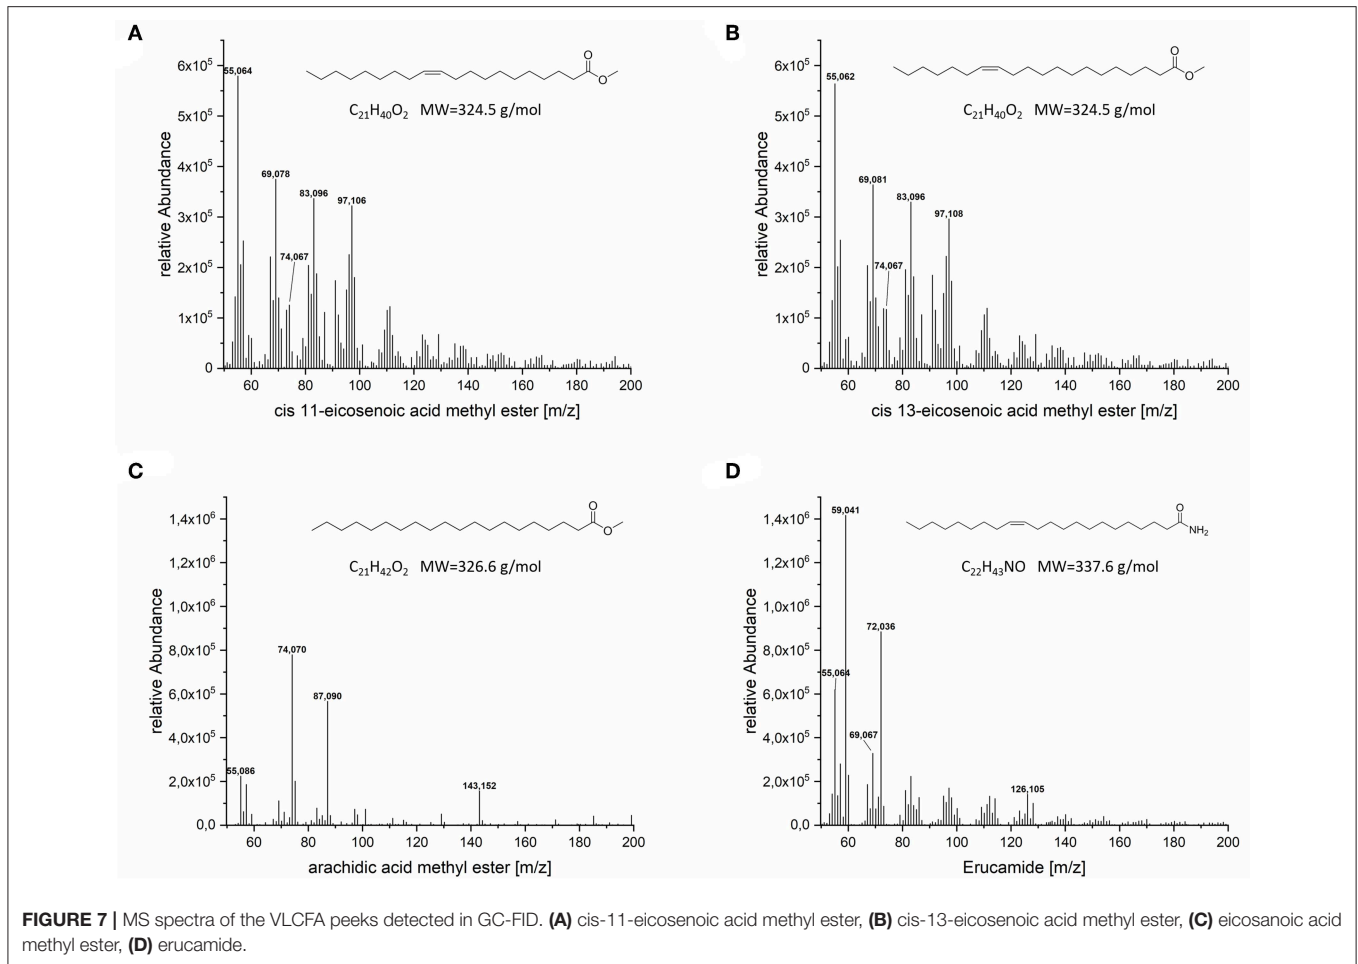 A
6x10⁵
5x10⁵
4x10⁵
3x10⁵
2x10⁵
1x10⁵
0
relative Abundance
55,064
69,078
74,067
83,096
97,106
O
O
C₂₁H₄₀O₂ MW=324.5 g/mol
60 80 100 120 140 160 180 200
cis 11-eicosenoic acid methyl ester [m/z]
B
6x10⁵
5x10⁵
4x10⁵
3x10⁵
2x10⁵
1x10⁵
0
relative Abundance
55,062
69,081
74,067
83,096
97,108
O
O
C₂₁H₄₀O₂ MW=324.5 g/mol
60 80 100 120 140 160 180 200
cis 13-eicosenoic acid methyl ester [m/z]
C
1,4x10⁶
1,2x10⁶
1,0x10⁶
8,0x10⁵
6,0x10⁵
4,0x10⁵
2,0x10⁵
0,0
relative Abundance
55,086
74,070
87,090
143,152
O
O
C₂₁H₄₂O₂ MW=326.6 g/mol
60 80 100 120 140 160 180 200
arachidic acid methyl ester [m/z]
D
1,4x10⁶
1,2x10⁶
1,0x10⁶
8,0x10⁵
6,0x10⁵
4,0x10⁵
2,0x10⁵
0,0
relative Abundance
59,041
72,036
55,064
69,067
126,105
O
NH₂
C₂₂H₄₃NO MW=337.6 g/mol
60 80 100 120 140 160 180 200
Erucamide [m/z]
FIGURE 7 | MS spectra of the VLCFA peeks detected in GC-FID. (A) cis-11-eicosenoic acid methyl ester, (B) cis-13-eicosenoic acid methyl ester, (C) eicosanoic acid
methyl ester, (D) erucamide.